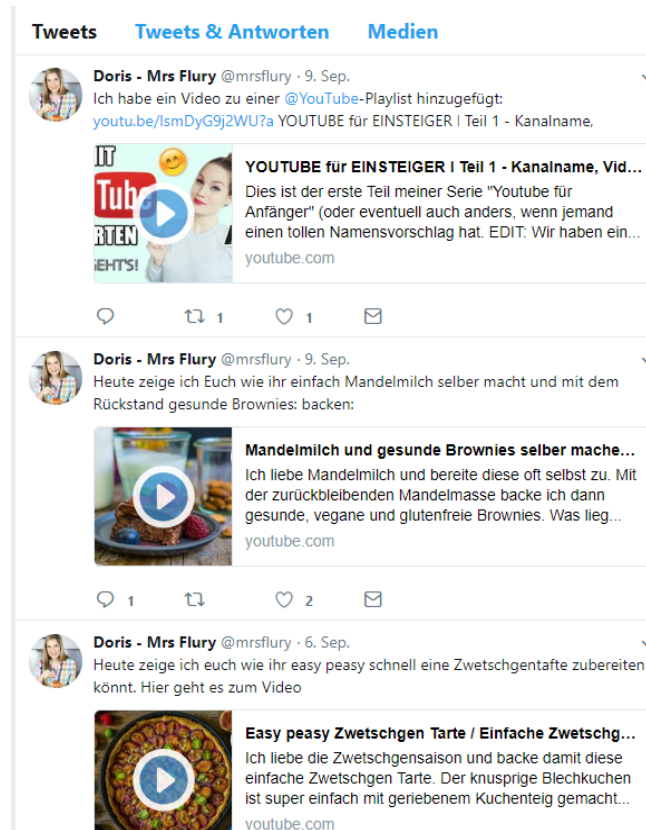 Tweets Tweets & Antworten Medien
Doris - Mrs Flury @mrsflury · 9. Sep.
Ich habe ein Video zu einer @YouTube-Playlist hinzugefügt:
youtu.be/lsmDyG9j2WU?a YOUTUBE für EINSTEIGER l Teil 1 - Kanalname,
IT
Tube
RTEN
GEHT'S!
YOUTUBE für EINSTEIGER l Teil 1 - Kanalname, Vid...
Dies ist der erste Teil meiner Serie "Youtube für
Anfänger" (oder eventuell auch anders, wenn jemand
einen tollen Namensvorschlag hat. EDIT: Wir haben ein...
youtube.com
1 1
Doris - Mrs Flury @mrsflury · 9. Sep.
Heute zeige ich Euch wie ihr einfach Mandelmilch selber macht und mit dem
Rückstand gesunde Brownies: backen:
Mandelmilch und gesunde Brownies selber mache...
Ich liebe Mandelmilch und bereite diese oft selbst zu. Mit
der zurückbleibenden Mandelmasse backe ich dann
gesunde, vegane und glutenfreie Brownies. Was lieg...
youtube.com
1 2
Doris - Mrs Flury @mrsflury · 6. Sep.
Heute zeige ich euch wie ihr easy peasy schnell eine Zwetschgentafte zubereiten
könnt. Hier geht es zum Video
Easy peasy Zwetschgen Tarte / Einfache Zwetschg...
Ich liebe die Zwetschgensaison und backe damit diese
einfache Zwetschgen Tarte. Der knusprige Blechkuchen
ist super einfach mit geriebenem Kuchenteig gemacht...
youtube.com